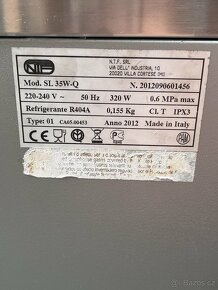 N.T.F. SRL
VIA DELL' INDUSTRIA, 10
20020 VILLA CORTESE (MI)
Mod. SL 35W-Q N. 2012090601456
220-240 V ~ 50 Hz 320 W 0.6 MPa max
Refrigerante R404A 0,155 Kg Cl. T IPX3
Type: 01 CA05.00453 Anno 2012 Made in Italy